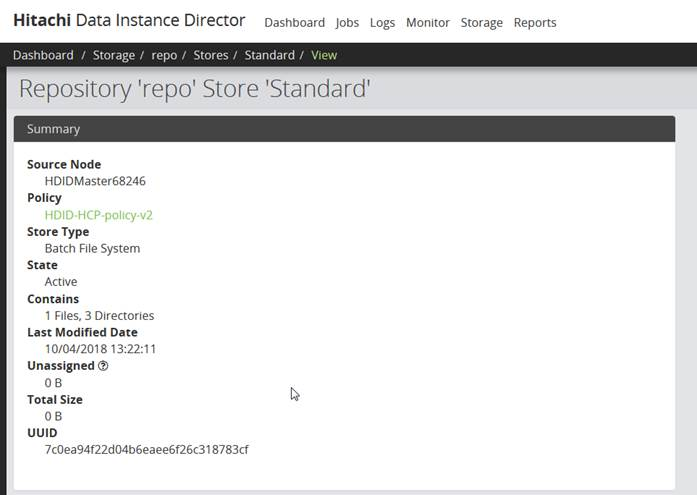 Hitachi Data Instance Director Dashboard Jobs Logs Monitor Storage Reports
Dashboard / Storage / repo / Stores / Standard / View
Repository 'repo' Store 'Standard'
Summary
Source Node
HDIDMaster68246
Policy
HDID-HCP-policy-v2
Store Type
Batch File System
State
Active
Contains
1 Files, 3 Directories
Last Modified Date
10/04/2018 13:22:11
Unassigned ?
0 B
Total Size
0 B
UUID
7c0ea94f22d04b6eaee6f26c318783cf